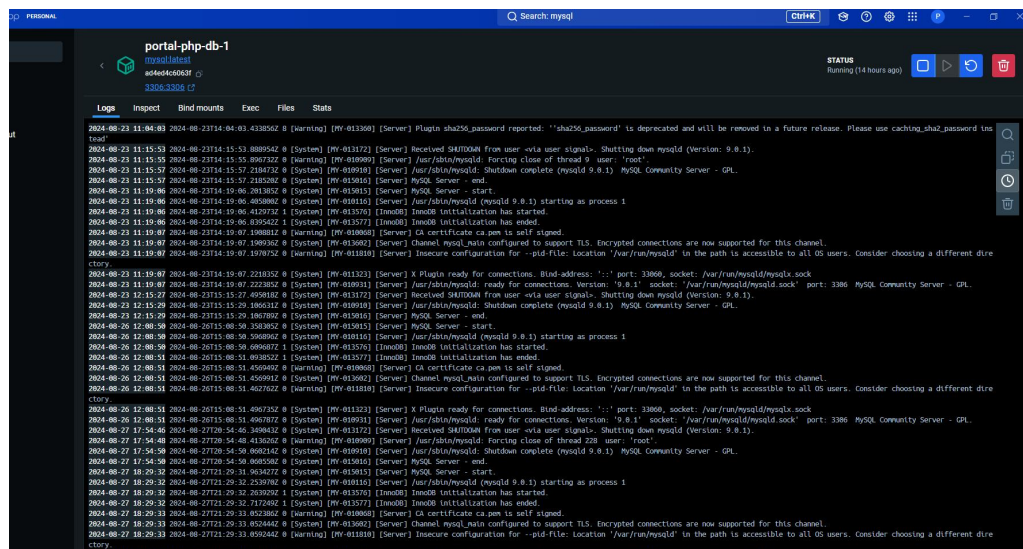 op PERSONAL
Search: mysql
Ctrl+K
P
portal-php-db-1
mysql:latest
ad4ed4c6063f
3306:3306
STATUS
Running (14 hours ago)
Logs Inspect Bind mounts Exec Files Stats
ut
2024-08-23 11:04:03 2024-08-23T14:04:03.433856Z 8 [Warning] [MY-013360] [Server] Plugin sha256_password reported: ''sha256_password' is deprecated and will be removed in a future release. Please use caching_sha2_password ins
tead'
2024-08-23 11:15:53 2024-08-23T14:15:53.888954Z 0 [System] [MY-013172] [Server] Received SHUTDOWN from user <via user signal>. Shutting down mysqld (Version: 9.0.1).
2024-08-23 11:15:55 2024-08-23T14:15:55.896732Z 0 [Warning] [MY-010909] [Server] /usr/sbin/mysqld: Forcing close of thread 9 user: 'root'.
2024-08-23 11:15:57 2024-08-23T14:15:57.218473Z 0 [System] [MY-010910] [Server] /usr/sbin/mysqld: Shutdown complete (mysqld 9.0.1) MySQL Community Server - GPL.
2024-08-23 11:15:57 2024-08-23T14:15:57.218520Z 0 [System] [MY-015016] [Server] MySQL Server - end.
2024-08-23 11:19:06 2024-08-23T14:19:06.201385Z 0 [System] [MY-015015] [Server] MySQL Server - start.
2024-08-23 11:19:06 2024-08-23T14:19:06.405800Z 0 [System] [MY-010116] [Server] /usr/sbin/mysqld (mysqld 9.0.1) starting as process 1
2024-08-23 11:19:06 2024-08-23T14:19:06.412973Z 1 [System] [MY-013576] [InnoDB] InnoDB initialization has started.
2024-08-23 11:19:06 2024-08-23T14:19:06.839542Z 1 [System] [MY-013577] [InnoDB] InnoDB initialization has ended.
2024-08-23 11:19:07 2024-08-23T14:19:07.190881Z 0 [Warning] [MY-010068] [Server] CA certificate ca.pem is self signed.
2024-08-23 11:19:07 2024-08-23T14:19:07.190936Z 0 [System] [MY-013602] [Server] Channel mysql_main configured to support TLS. Encrypted connections are now supported for this channel.
2024-08-23 11:19:07 2024-08-23T14:19:07.197075Z 0 [Warning] [MY-011810] [Server] Insecure configuration for --pid-file: Location '/var/run/mysqld' in the path is accessible to all OS users. Consider choosing a different dire
ctory.
2024-08-23 11:19:07 2024-08-23T14:19:07.221835Z 0 [System] [MY-011323] [Server] X Plugin ready for connections. Bind-address: '::' port: 33060, socket: /var/run/mysqld/mysqlx.sock
2024-08-23 11:19:07 2024-08-23T14:19:07.222385Z 0 [System] [MY-010931] [Server] /usr/sbin/mysqld: ready for connections. Version: '9.0.1' socket: '/var/run/mysqld/mysqld.sock' port: 3306 MySQL Community Server - GPL.
2024-08-23 12:15:27 2024-08-23T15:15:27.495018Z 0 [System] [MY-013172] [Server] Received SHUTDOWN from user <via user signal>. Shutting down mysqld (Version: 9.0.1).
2024-08-23 12:15:29 2024-08-23T15:15:29.106631Z 0 [System] [MY-010910] [Server] /usr/sbin/mysqld: Shutdown complete (mysqld 9.0.1) MySQL Community Server - GPL.
2024-08-23 12:15:29 2024-08-23T15:15:29.106789Z 0 [System] [MY-015016] [Server] MySQL Server - end.
2024-08-26 12:08:50 2024-08-26T15:08:50.358305Z 0 [System] [MY-015015] [Server] MySQL Server - start.
2024-08-26 12:08:50 2024-08-26T15:08:50.596896Z 0 [System] [MY-010116] [Server] /usr/sbin/mysqld (mysqld 9.0.1) starting as process 1
2024-08-26 12:08:50 2024-08-26T15:08:50.609687Z 1 [System] [MY-013576] [InnoDB] InnoDB initialization has started.
2024-08-26 12:08:51 2024-08-26T15:08:51.093852Z 1 [System] [MY-013577] [InnoDB] InnoDB initialization has ended.
2024-08-26 12:08:51 2024-08-26T15:08:51.456949Z 0 [Warning] [MY-010068] [Server] CA certificate ca.pem is self signed.
2024-08-26 12:08:51 2024-08-26T15:08:51.456991Z 0 [System] [MY-013602] [Server] Channel mysql_main configured to support TLS. Encrypted connections are now supported for this channel.
2024-08-26 12:08:51 2024-08-26T15:08:51.462762Z 0 [Warning] [MY-011810] [Server] Insecure configuration for --pid-file: Location '/var/run/mysqld' in the path is accessible to all OS users. Consider choosing a different dire
ctory.
2024-08-26 12:08:51 2024-08-26T15:08:51.496735Z 0 [System] [MY-011323] [Server] X Plugin ready for connections. Bind-address: '::' port: 33060, socket: /var/run/mysqld/mysqlx.sock
2024-08-26 12:08:51 2024-08-26T15:08:51.496787Z 0 [System] [MY-010931] [Server] /usr/sbin/mysqld: ready for connections. Version: '9.0.1' socket: '/var/run/mysqld/mysqld.sock' port: 3306 MySQL Community Server - GPL.
2024-08-27 17:54:46 2024-08-27T20:54:46.349043Z 0 [System] [MY-013172] [Server] Received SHUTDOWN from user <via user signal>. Shutting down mysqld (Version: 9.0.1).
2024-08-27 17:54:48 2024-08-27T20:54:48.413626Z 0 [Warning] [MY-010909] [Server] /usr/sbin/mysqld: Forcing close of thread 228 user: 'root'.
2024-08-27 17:54:50 2024-08-27T20:54:50.060214Z 0 [System] [MY-010910] [Server] /usr/sbin/mysqld: Shutdown complete (mysqld 9.0.1) MySQL Community Server - GPL.
2024-08-27 17:54:50 2024-08-27T20:54:50.060550Z 0 [System] [MY-015016] [Server] MySQL Server - end.
2024-08-27 18:29:32 2024-08-27T21:29:31.963427Z 0 [System] [MY-015015] [Server] MySQL Server - start.
2024-08-27 18:29:32 2024-08-27T21:29:32.253970Z 0 [System] [MY-010116] [Server] /usr/sbin/mysqld (mysqld 9.0.1) starting as process 1
2024-08-27 18:29:32 2024-08-27T21:29:32.263929Z 1 [System] [MY-013576] [InnoDB] InnoDB initialization has started.
2024-08-27 18:29:32 2024-08-27T21:29:32.717249Z 1 [System] [MY-013577] [InnoDB] InnoDB initialization has ended.
2024-08-27 18:29:33 2024-08-27T21:29:33.052386Z 0 [Warning] [MY-010068] [Server] CA certificate ca.pem is self signed.
2024-08-27 18:29:33 2024-08-27T21:29:33.052444Z 0 [System] [MY-013602] [Server] Channel mysql_main configured to support TLS. Encrypted connections are now supported for this channel.
2024-08-27 18:29:33 2024-08-27T21:29:33.059244Z 0 [Warning] [MY-011810] [Server] Insecure configuration for --pid-file: Location '/var/run/mysqld' in the path is accessible to all OS users. Consider choosing a different dire
ctory.